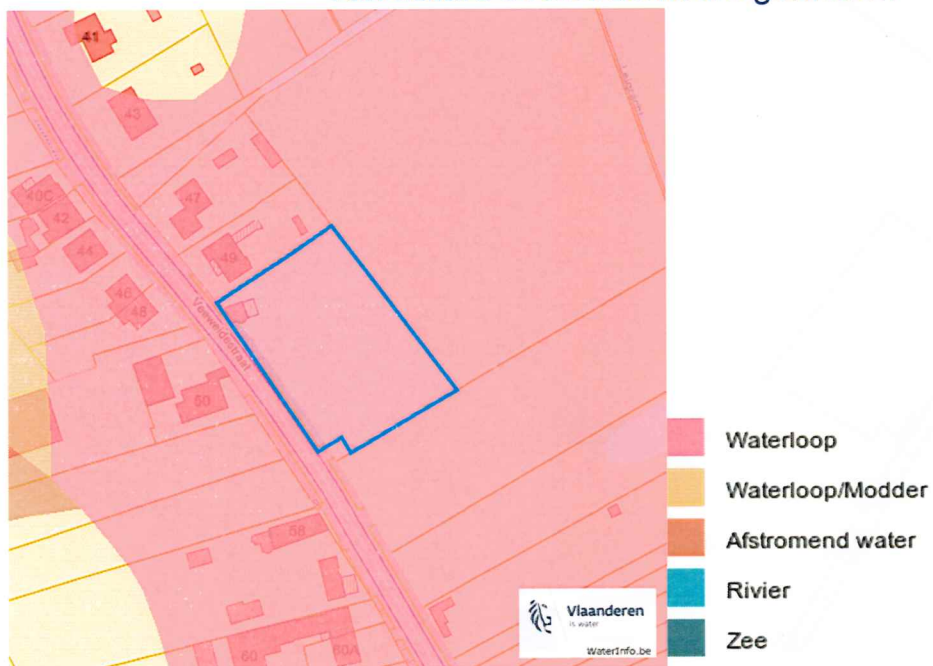 41
43
40C
42
47
44
49
46
48
Veeweidestraat
50
58
60
60A
Vlaanderen
is water
WaterInfo.be
Waterloop
Waterloop/Modder
Afstromend water
Rivier
Zee